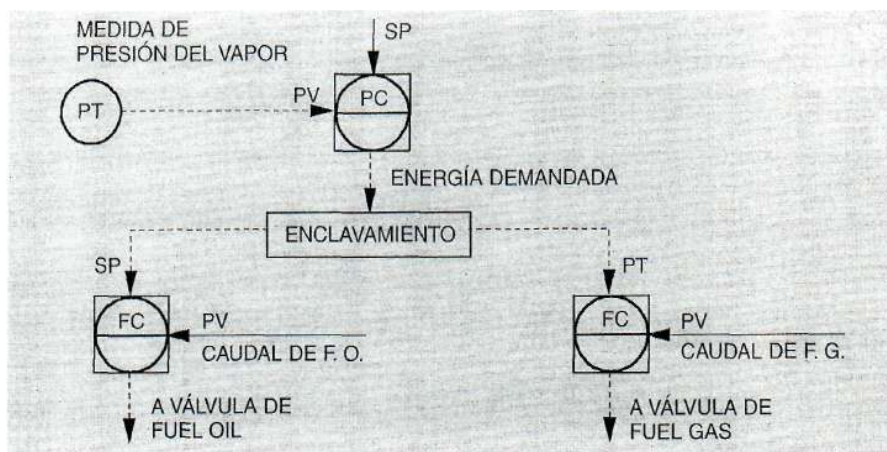 MEDIDA DE
PRESIÓN DEL VAPOR
SP
PT
PV
PC
ENERGÍA DEMANDADA
ENCLAVAMIENTO
SP
PT
FC
PV
CAUDAL DE F. O.
FC
PV
CAUDAL DE F. G.
A VÁLVULA DE
FUEL OIL
A VÁLVULA DE
FUEL GAS